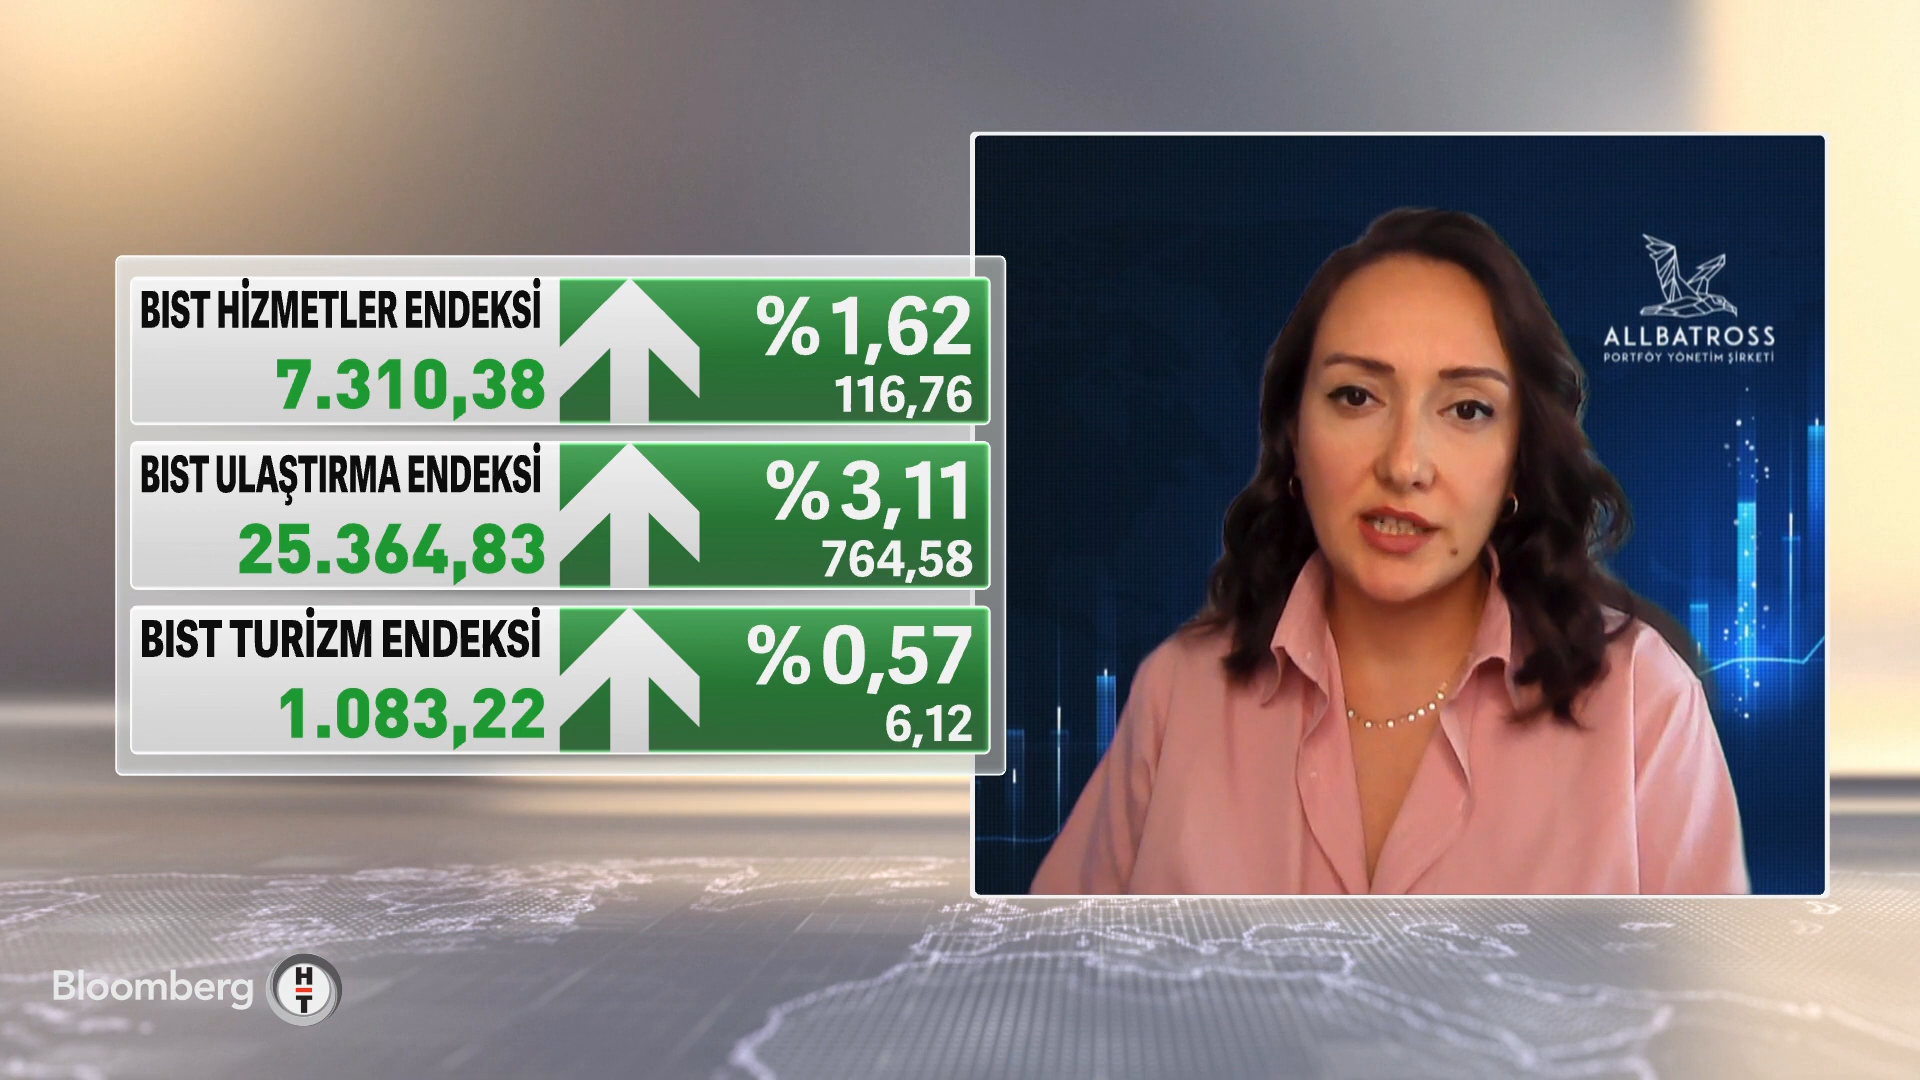 BIST HİZMETLER ENDEKSİ
7.310,38
%1,62
116,76
BIST ULAŞTIRMA ENDEKSİ
25.364,83
%3,11
764,58
BIST TURİZM ENDEKSİ
1.083,22
%0,57
6,12
ALLBATROSS
PORTFÖY YÖNETİM ŞİRKETİ
Bloomberg HT